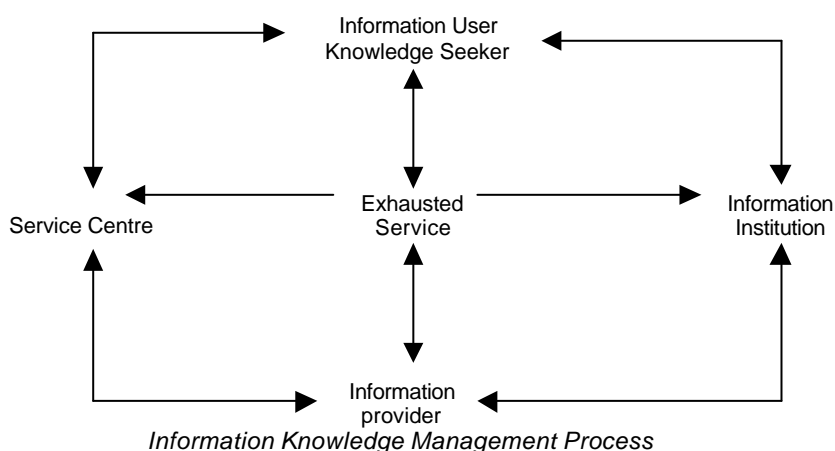 Information User
Knowledge Seeker
Service Centre
Exhausted
Service
Information
Institution
Information
provider
Information Knowledge Management Process